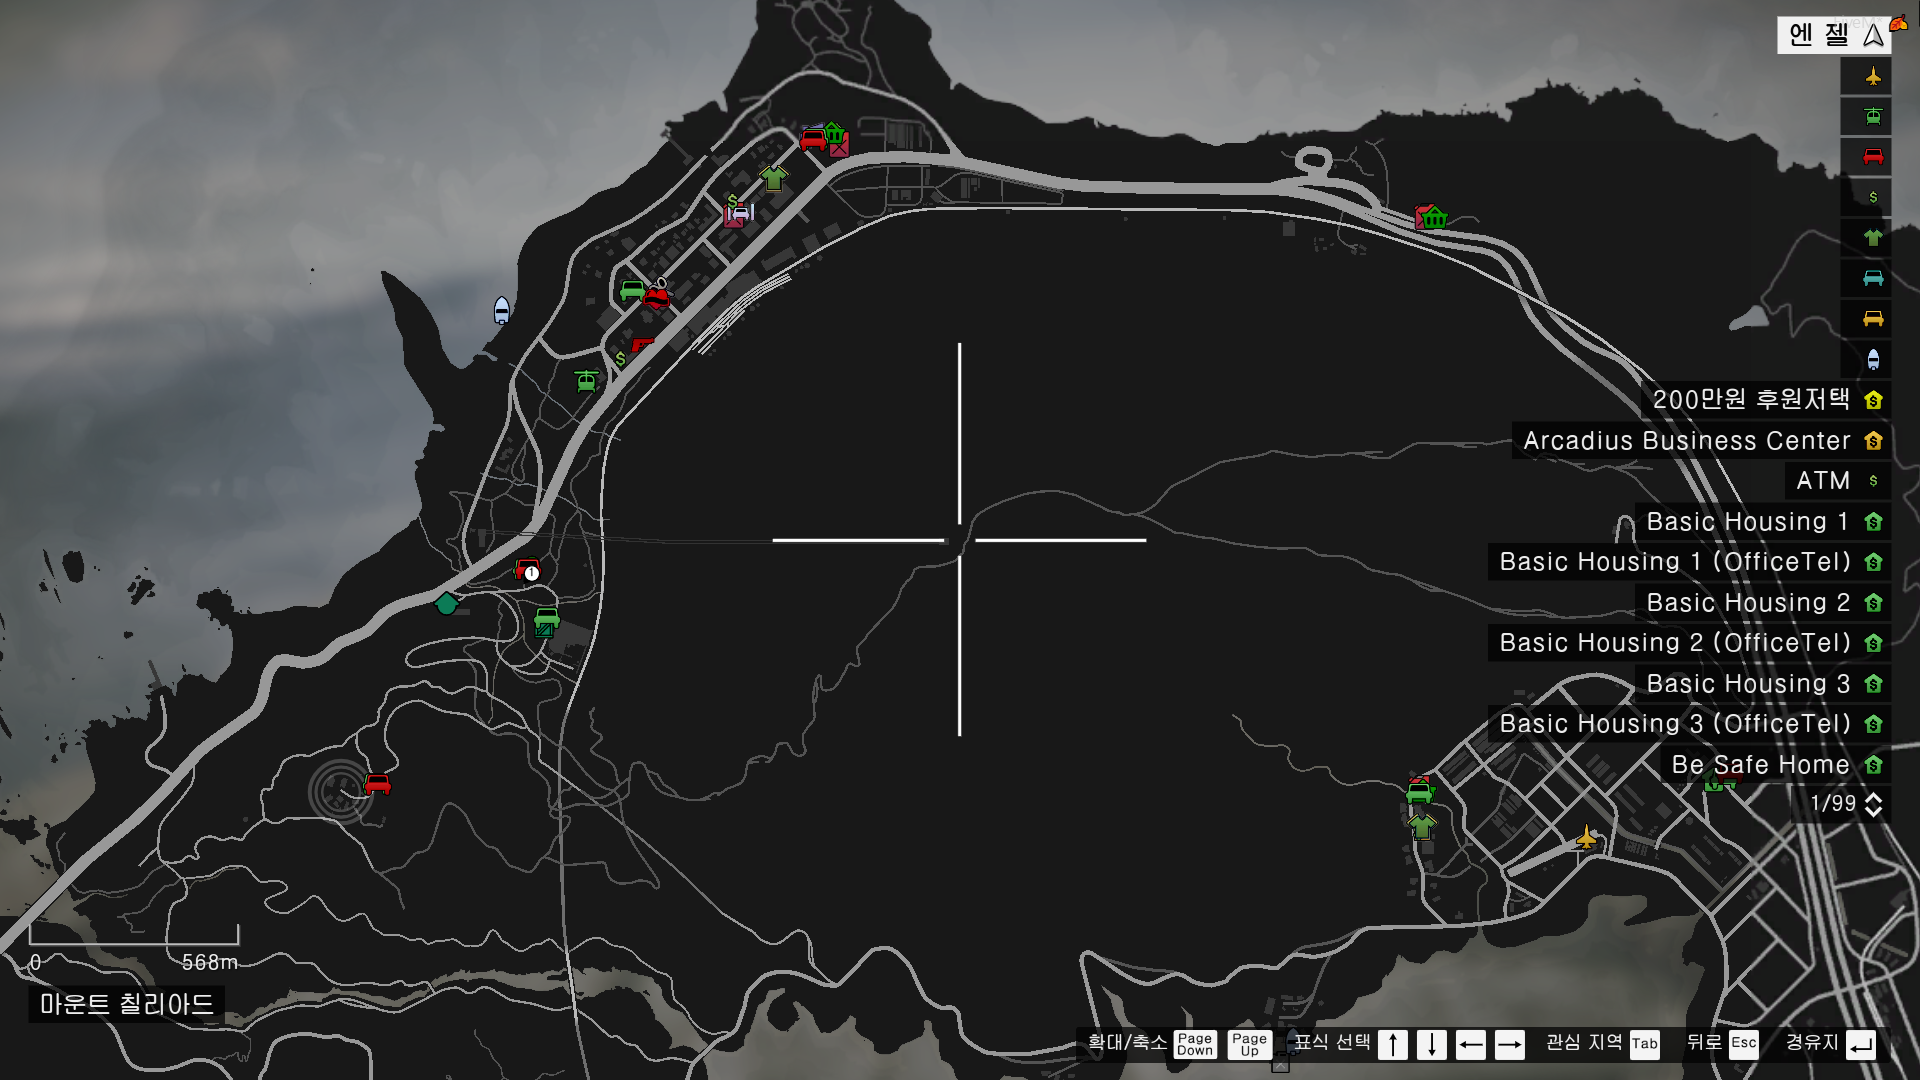 엔 젤
200만원 후원저택
Arcadius Business Center
ATM
Basic Housing 1
Basic Housing 1 (OfficeTel)
Basic Housing 2
Basic Housing 2 (OfficeTel)
Basic Housing 3
Basic Housing 3 (OfficeTel)
Be Safe Home
1/99
1
0
568m
마운트 칠리아드
확대/축소 Page Down Page Up 표식 선택 ↑ ↓ ← → 관심 지역 Tab 뒤로 Esc 경유지